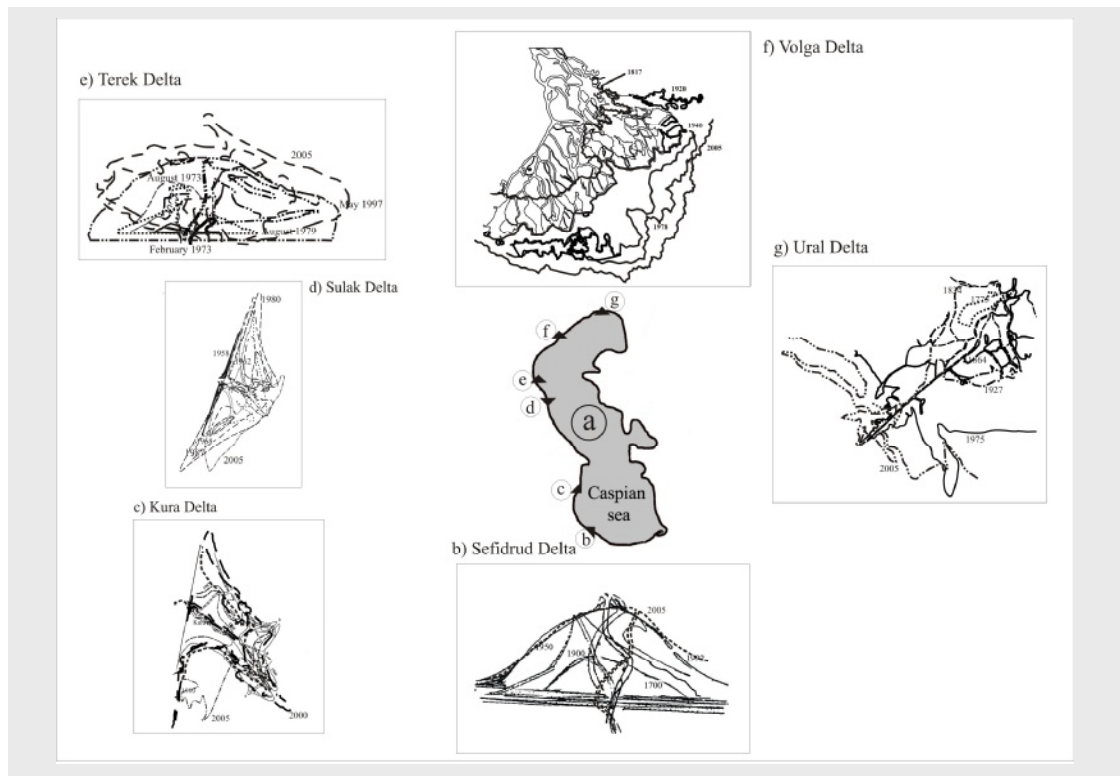 e) Terek Delta
2005
August 1973
May 1997
August 1979
February 1973
f) Volga Delta
1817
1920
1940
2005
1978
d) Sulak Delta
1980
1958
2005
g) Ural Delta
1927
1975
2005
g
f
e
d
a
c
Caspian
sea
b
c) Kura Delta
2005
2000
b) Sefidrud Delta
2005
1950
1900
1700